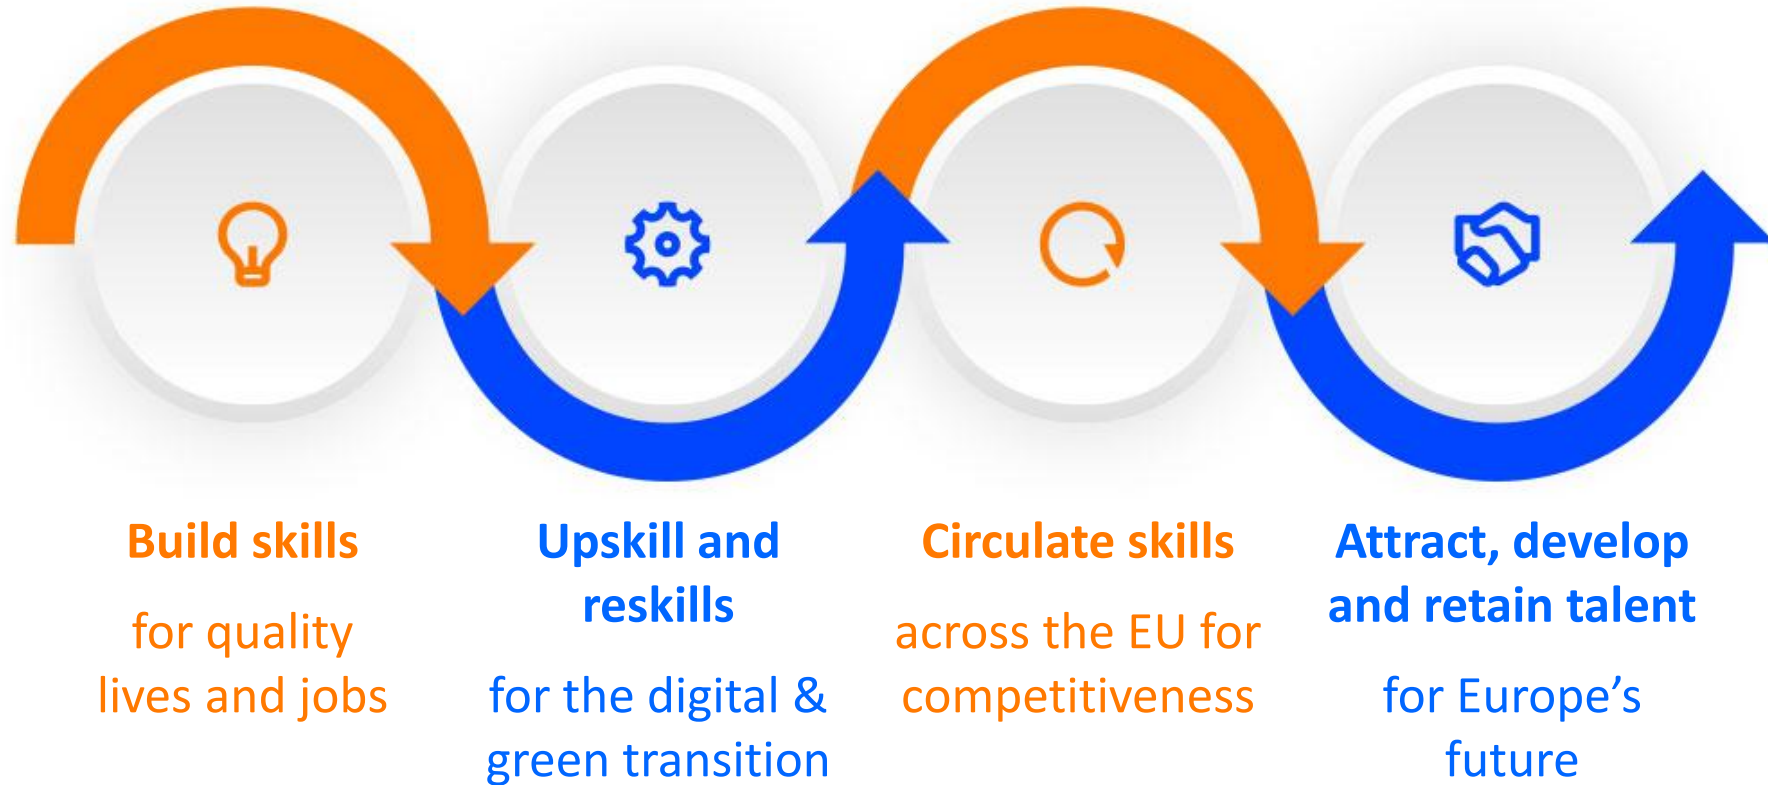 Build skills
for quality
lives and jobs
Upskill and
reskills
for the digital &
green transition
Circulate skills
across the EU for
competitiveness
Attract, develop
and retain talent
for Europe’s
future